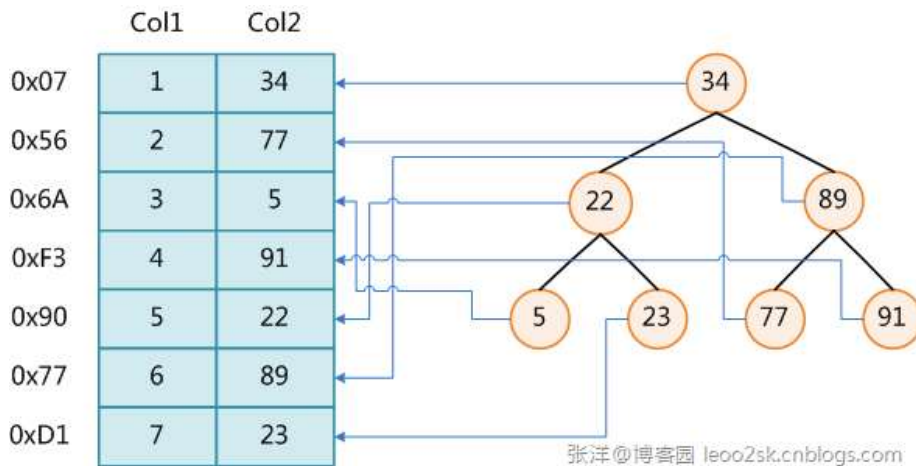 Col1 Col2
0x07 1 34 34
0x56 2 77
0x6A 3 5 22 89
0xF3 4 91
0x90 5 22 5 23 77 91
0x77 6 89
0xD1 7 23
张洋@博客园 leoo2sk.cnblogs.com